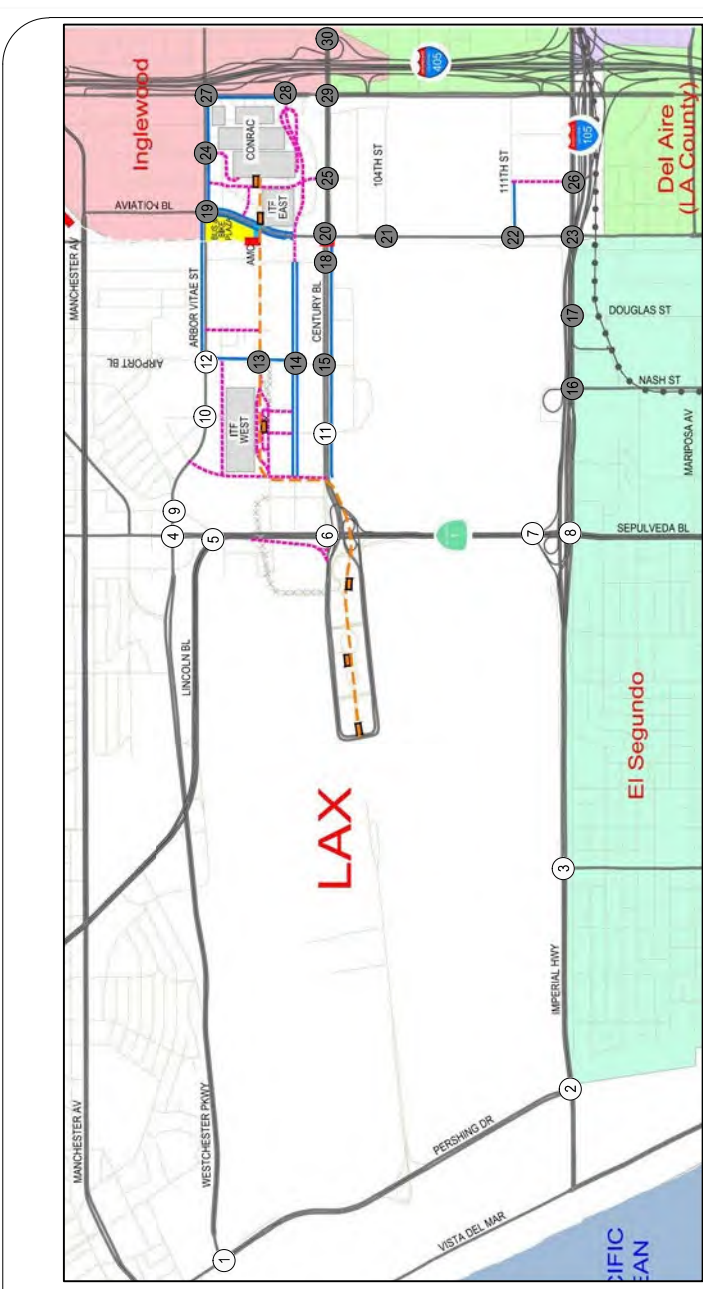 MANCHESTER AV
MANCHESTER AV
Inglewood
AVIATION BL
ARBOR VITAE ST
AIRPORT BL
LINCOLN BL
WESTCHESTER PKWY
CONRAC
ITF
EAST
BUS
BIKE
PLAZA
ITF
WEST
CENTURY BL
104TH ST
111TH ST
405
105
1
LAX
PERSHING DR
VISTA DEL MAR
IMPERIAL HWY
SEPULVEDA BL
DOUGLAS ST
NASH ST
MARIPOSA AV
El Segundo
Del Aire
(LA County)
CIFIC
EAN
1
2
3
4
5
6
7
8
9
10
11
12
13
14
15
16
17
18
19
20
21
22
23
24
25
26
27
28
29
30